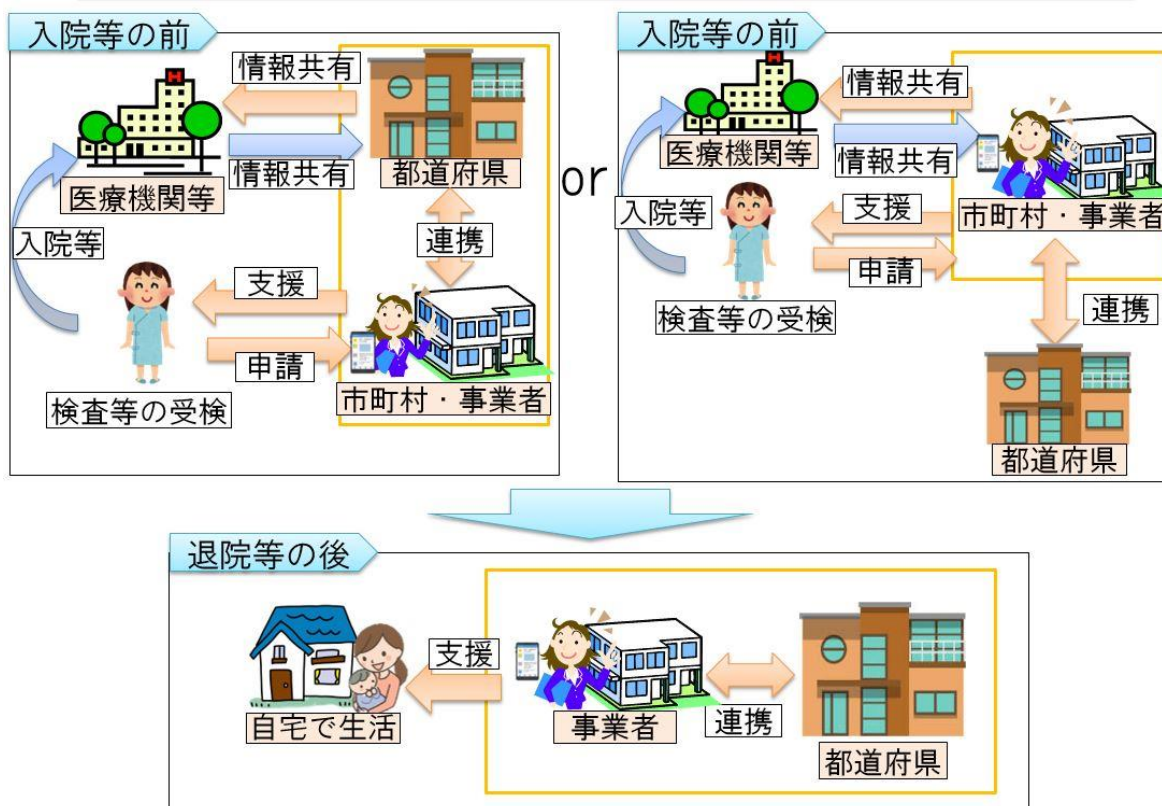 入院等の前
情報共有
情報共有
医療機関等
都道府県
入院等
連携
支援
申請
検査等の受検
市町村・事業者
or
入院等の前
情報共有
情報共有
医療機関等
市町村・事業者
入院等
支援
申請
検査等の受検
連携
都道府県
退院等の後
支援
自宅で生活
事業者
連携
都道府県